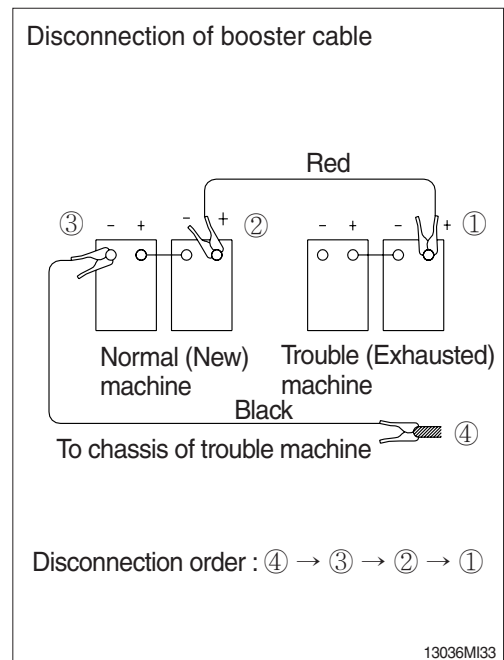 Disconnection of booster cable
Red
③ - + - + ② - + - + ①
Normal (New)
machine
Trouble (Exhausted)
machine
Black
To chassis of trouble machine ④
Disconnection order : ④ → ③ → ② → ①
13036MI33